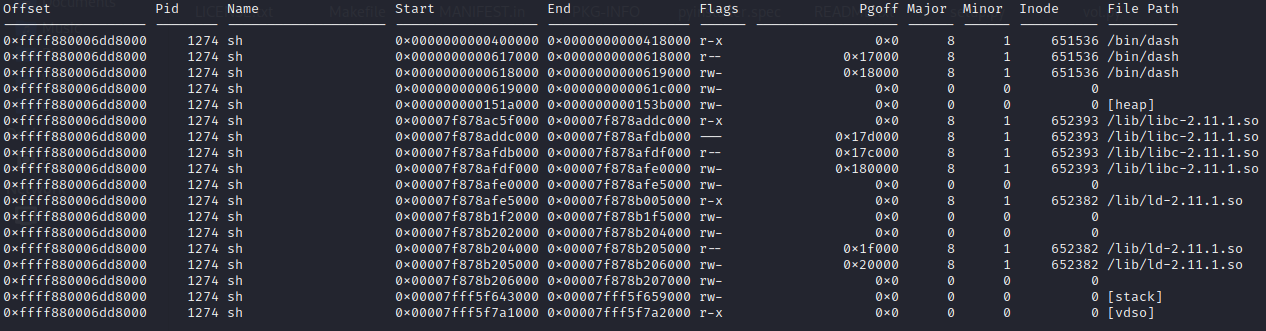 Offset Pid Name Start End Flags Pgoff Major Minor Inode File Path
0×ffff880006dd8000 1274 sh 0×0000000000400000 0×0000000000418000 r-x 0×0 8 1 651536 /bin/dash
0×ffff880006dd8000 1274 sh 0×0000000000617000 0×0000000000618000 r-- 0×17000 8 1 651536 /bin/dash
0×ffff880006dd8000 1274 sh 0×0000000000618000 0×0000000000619000 rw- 0×18000 8 1 651536 /bin/dash
0×ffff880006dd8000 1274 sh 0×0000000000619000 0×000000000061c000 rw- 0×0 0 0 0
0×ffff880006dd8000 1274 sh 0×000000000151a000 0×000000000153b000 rw- 0×0 0 0 0 [heap]
0×ffff880006dd8000 1274 sh 0×00007f878ac5f000 0×00007f878addc000 r-x 0×0 8 1 652393 /lib/libc-2.11.1.so
0×ffff880006dd8000 1274 sh 0×00007f878addc000 0×00007f878afdb000 --- 0×17d000 8 1 652393 /lib/libc-2.11.1.so
0×ffff880006dd8000 1274 sh 0×00007f878afdb000 0×00007f878afdf000 r-- 0×17c000 8 1 652393 /lib/libc-2.11.1.so
0×ffff880006dd8000 1274 sh 0×00007f878afdf000 0×00007f878afe0000 rw- 0×180000 8 1 652393 /lib/libc-2.11.1.so
0×ffff880006dd8000 1274 sh 0×00007f878afe0000 0×00007f878afe5000 rw- 0×0 0 0 0
0×ffff880006dd8000 1274 sh 0×00007f878afe5000 0×00007f878b005000 r-x 0×0 8 1 652382 /lib/ld-2.11.1.so
0×ffff880006dd8000 1274 sh 0×00007f878b1f2000 0×00007f878b1f5000 rw- 0×0 0 0 0
0×ffff880006dd8000 1274 sh 0×00007f878b202000 0×00007f878b204000 rw- 0×0 0 0 0
0×ffff880006dd8000 1274 sh 0×00007f878b204000 0×00007f878b205000 r-- 0×1f000 8 1 652382 /lib/ld-2.11.1.so
0×ffff880006dd8000 1274 sh 0×00007f878b205000 0×00007f878b206000 rw- 0×20000 8 1 652382 /lib/ld-2.11.1.so
0×ffff880006dd8000 1274 sh 0×00007f878b206000 0×00007f878b207000 rw- 0×0 0 0 0
0×ffff880006dd8000 1274 sh 0×00007fff5f643000 0×00007fff5f659000 rw- 0×0 0 0 0 [stack]
0×ffff880006dd8000 1274 sh 0×00007fff5f7a1000 0×00007fff5f7a2000 r-x 0×0 0 0 0 [vdso]